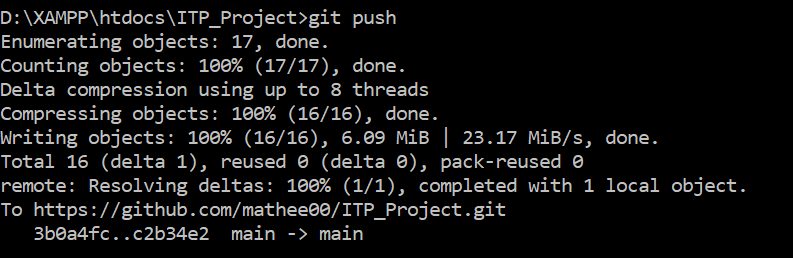 D:\XAMPP\htdocs\ITP_Project>git push
Enumerating objects: 17, done.
Counting objects: 100% (17/17), done.
Delta compression using up to 8 threads
Compressing objects: 100% (16/16), done.
Writing objects: 100% (16/16), 6.09 MiB | 23.17 MiB/s, done.
Total 16 (delta 1), reused 0 (delta 0), pack-reused 0
remote: Resolving deltas: 100% (1/1), completed with 1 local object.
To https://github.com/mathee00/ITP_Project.git
   3b0a4fc..c2b34e2  main -> main